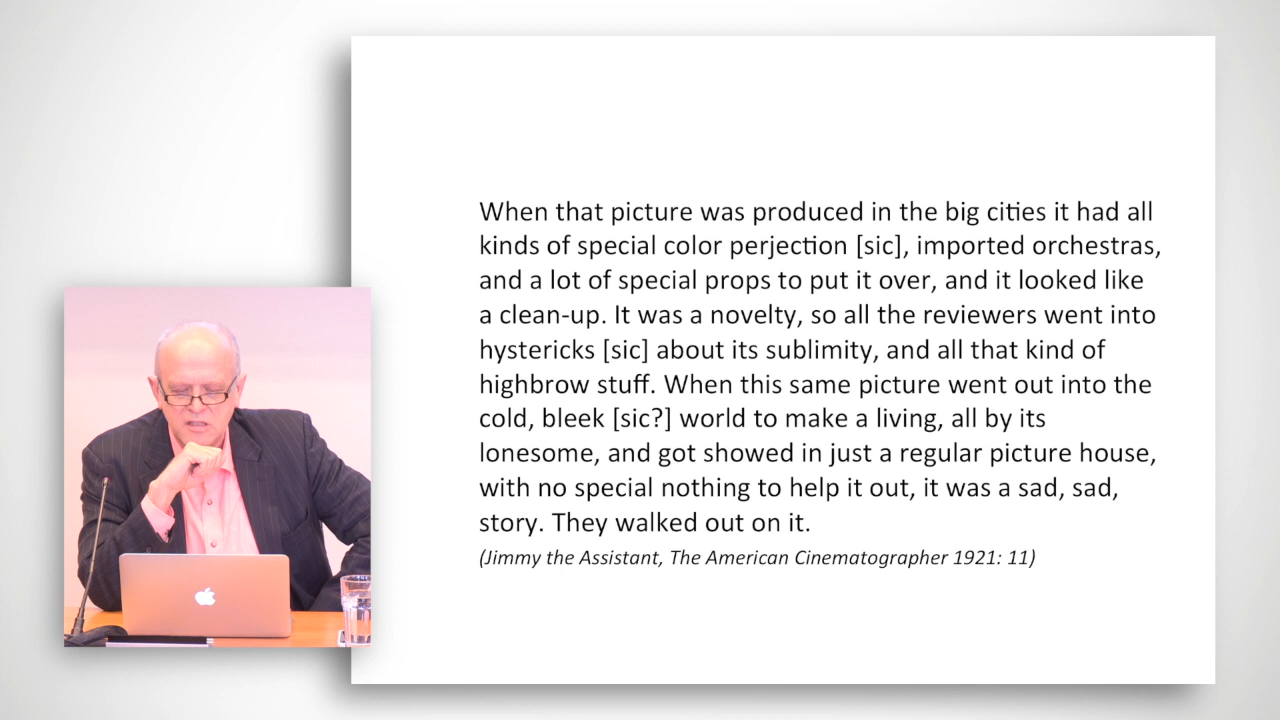 When that picture was produced in the big cities it had all
kinds of special color perjection [sic], imported orchestras,
and a lot of special props to put it over, and it looked like
a clean-up. It was a novelty, so all the reviewers went into
hystericks [sic] about its sublimity, and all that kind of
highbrow stuff. When this same picture went out into the
cold, bleek [sic?] world to make a living, all by its
lonesome, and got showed in just a regular picture house,
with no special nothing to help it out, it was a sad, sad,
story. They walked out on it.
(Jimmy the Assistant, The American Cinematographer 1921: 11)